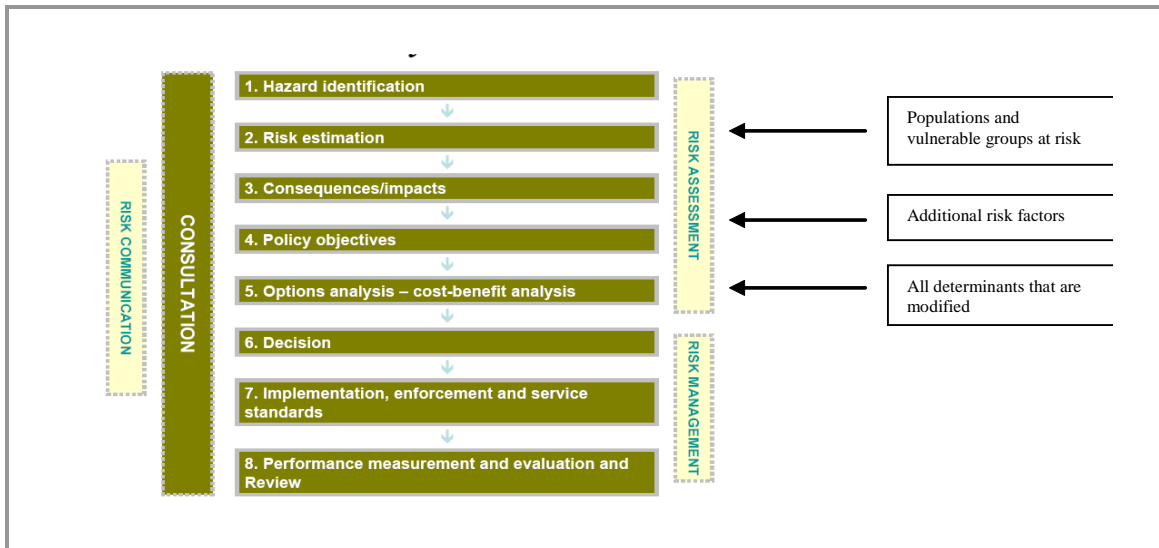 RISK COMMUNICATION
CONSULTATION
1. Hazard identification
2. Risk estimation
3. Consequences/impacts
4. Policy objectives
5. Options analysis – cost-benefit analysis
6. Decision
7. Implementation, enforcement and service
standards
8. Performance measurement and evaluation and
Review
RISK ASSESSMENT
RISK MANAGEMENT
Populations and
vulnerable groups at risk
Additional risk factors
All determinants that are
modified